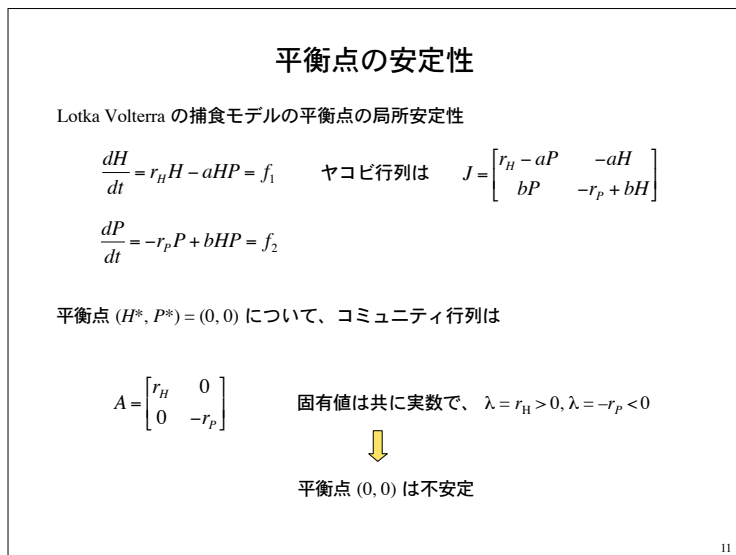 平衡点の安定性
Lotka Volterra の捕食モデルの平衡点の局所安定性
dH/dt = r_H H − aHP = f_1　ヤコビ行列は　J = [r_H − aP　−aH; bP　−r_P + bH]
dP/dt = −r_P P + bHP = f_2
平衡点 (H*, P*) = (0, 0) について、コミュニティ行列は
A = [r_H　0; 0　−r_P]　固有値は共に実数で、 λ = r_H > 0, λ = –r_P < 0
平衡点 (0, 0) は不安定
11